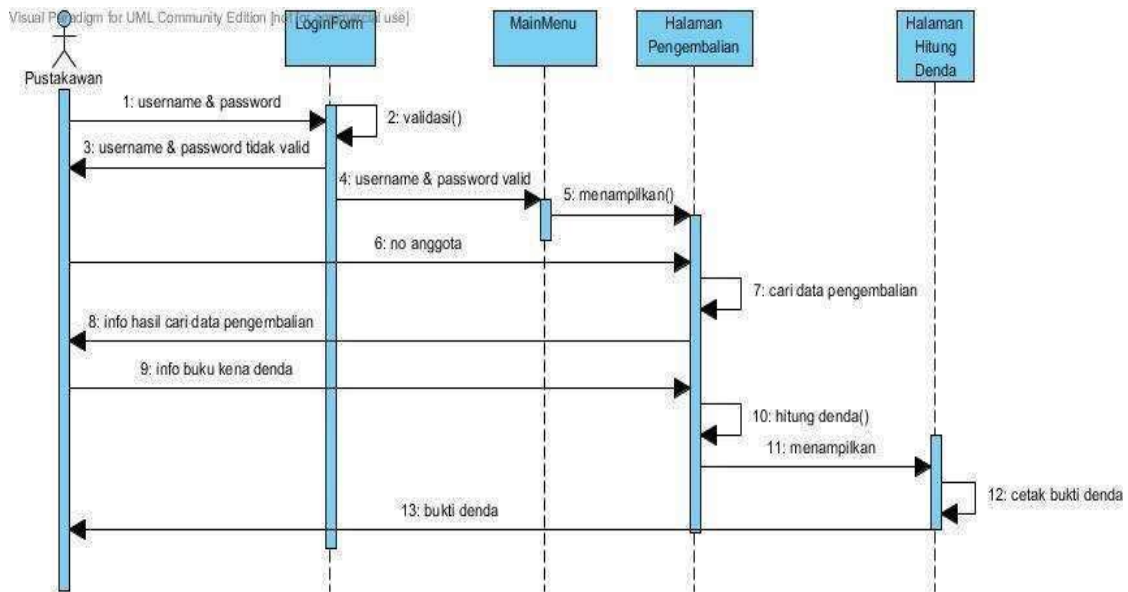 Visual Paradigm for UML Community Edition [not for commercial use]
Pustakawan
LoginForm
MainMenu
Halaman
Pengembalian
Halaman
Hitung
Denda
1: username & password
2: validasi()
3: username & password tidak valid
4: username & password valid
5: menampilkan()
6: no anggota
7: cari data pengembalian
8: info hasil cari data pengembalian
9: info buku kena denda
10: hitung denda()
11: menampilkan
12: cetak bukti denda
13: bukti denda